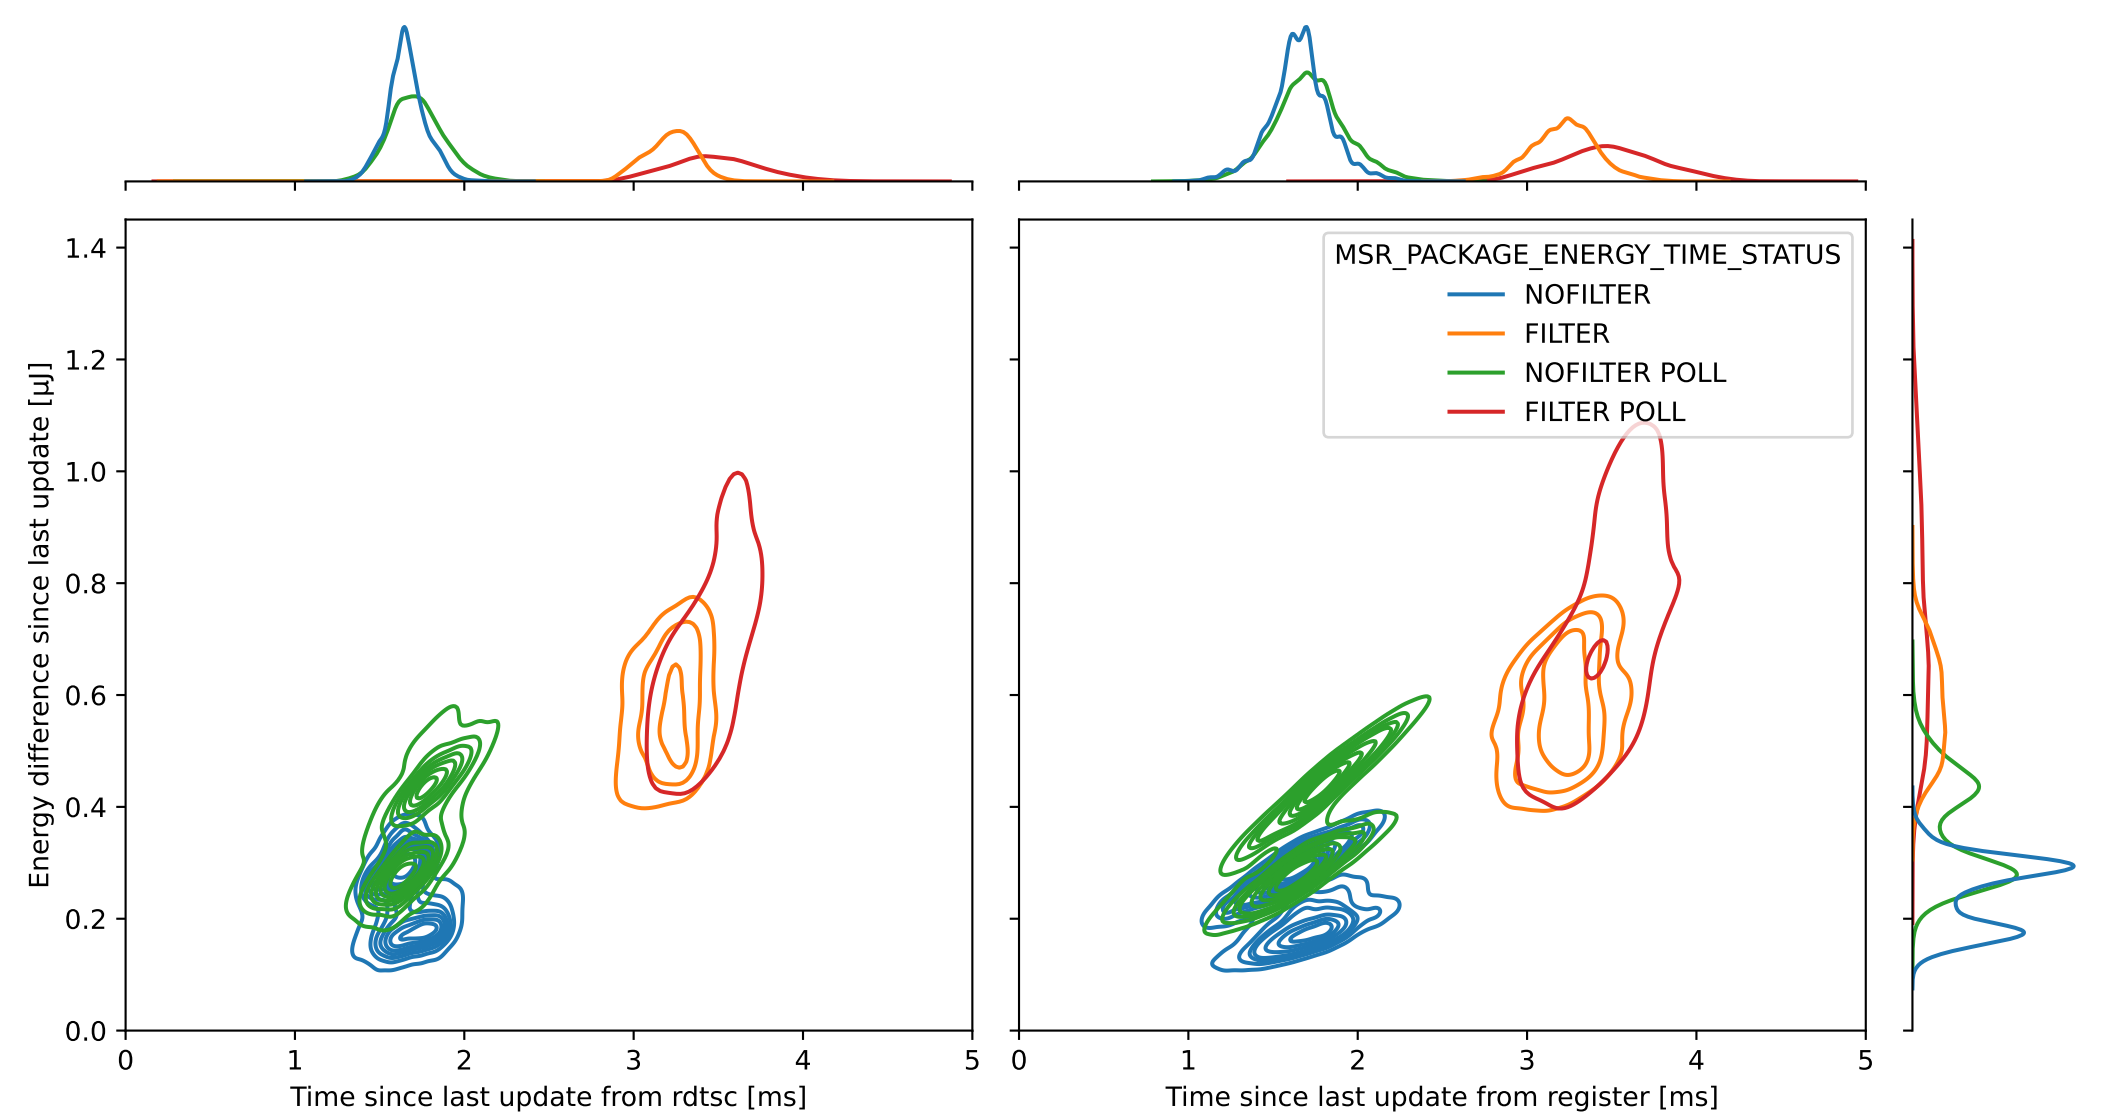 MSR_PACKAGE_ENERGY_TIME_STATUS
NOFILTER
FILTER
NOFILTER POLL
FILTER POLL
Energy difference since last update [µJ]
1.4
1.2
1.0
0.8
0.6
0.4
0.2
0.0
0 1 2 3 4 5
0 1 2 3 4 5
Time since last update from rdtsc [ms]
Time since last update from register [ms]